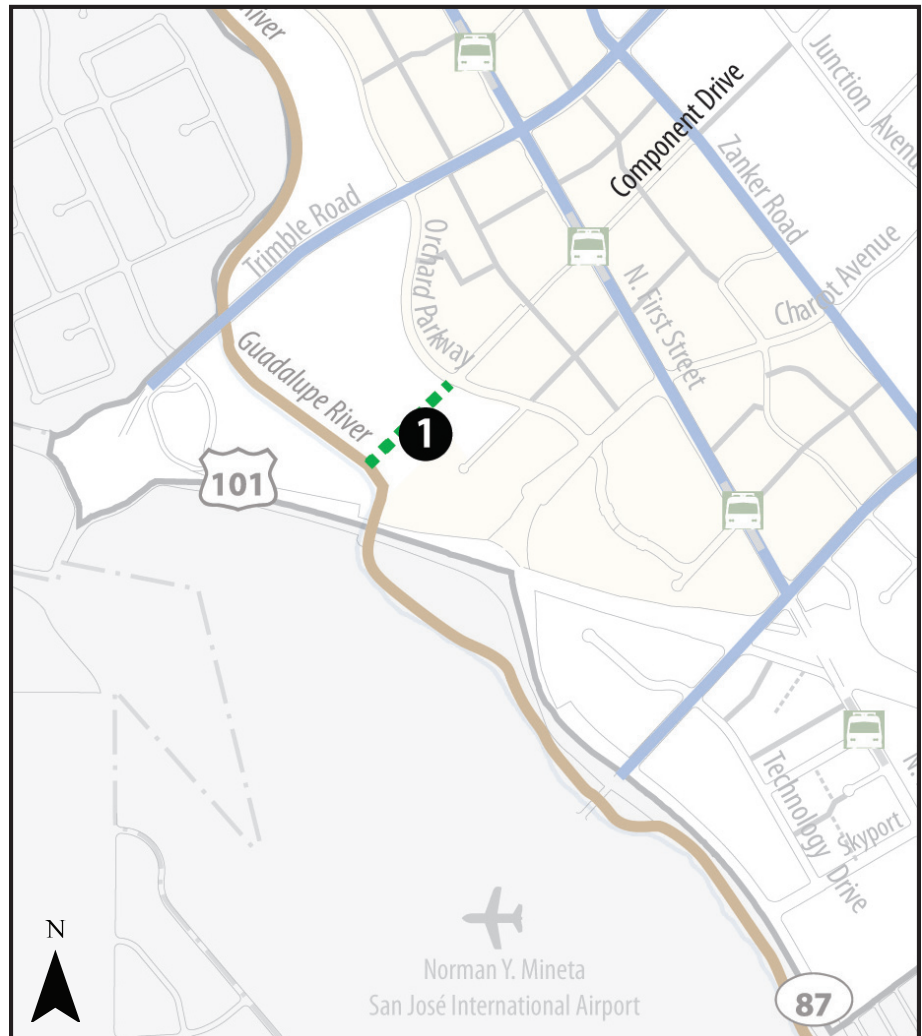 River
Junction Avenu
Component Drive
Zanker Road
Trimble Road
Orchard Parkway
N. First Street
Charcot Avenue
Guadalupe River
1
101
Technology Drive
Skyport
N.
N
Norman Y. Mineta
San José International Airport
87